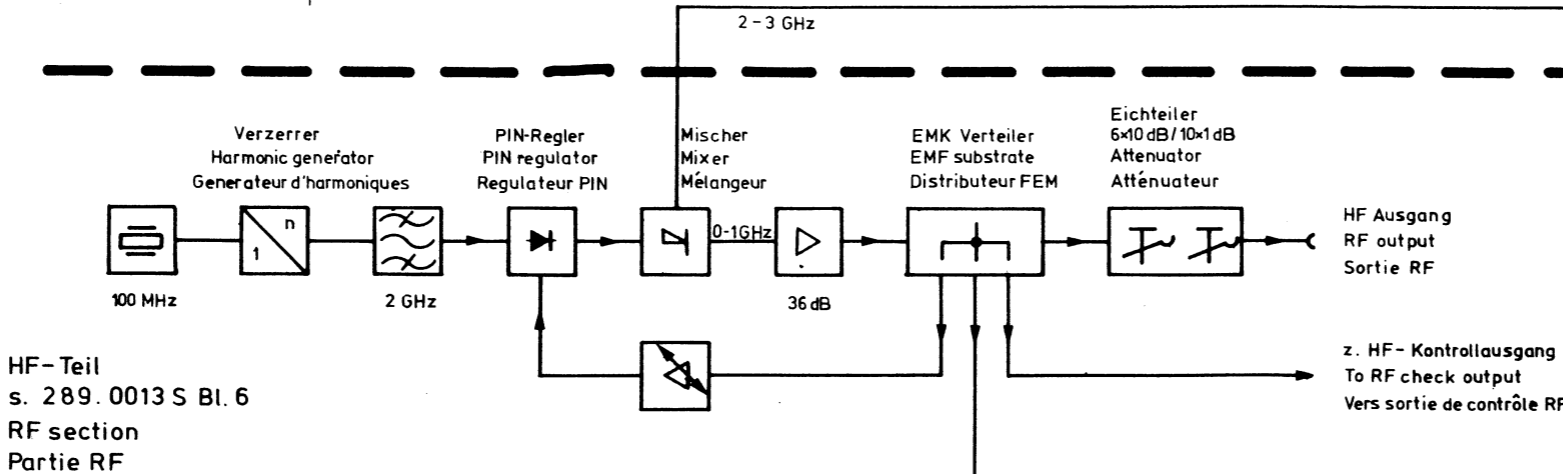 2-3 GHz
Verzerrer
Harmonic generator
Generateur d'harmoniques
PIN-Regler
PIN regulator
Regulateur PIN
Mischer
Mixer
Mélangeur
EMK Verteiler
EMF substrate
Distributeur FEM
Eichteiler
6×10 dB/10×1 dB
Attenuator
Atténuateur
n
1
0-1GHz
HF Ausgang
RF output
Sortie RF
100 MHz
2 GHz
36 dB
z. HF-Kontrollausgang
To RF check output
Vers sortie de contrôle RF
HF-Teil
s. 289.0013 S Bl. 6
RF section
Partie RF